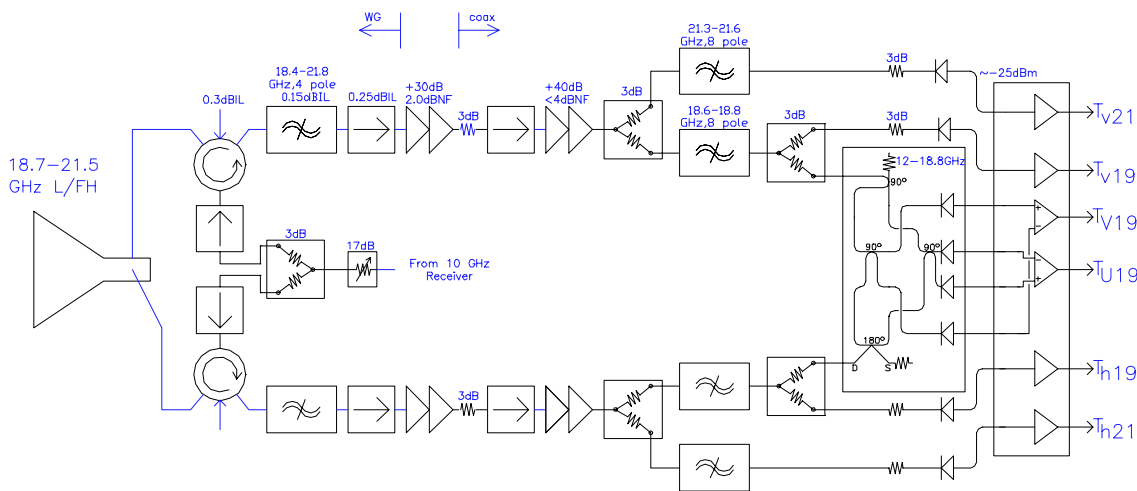 WG
coax
21.3-21.6
GHz,8 pole
18.4-21.8
GHz,4 pole
0.15dBIL
0.3dBIL
0.25dBIL
+30dB
2.0dBNF
3dB
+40dB
<4dBNF
3dB
18.6-18.8
GHz,8 pole
3dB
3dB
3dB
~-25dBm
Tv21
18.7-21.5
GHz L/FH
12-18.8GHz
90°
Tv19
TV19
+
-
90°
90°
3dB
17dB
From 10 GHz
Receiver
-
+
TU19
180°
D
S
3dB
Th19
Th21